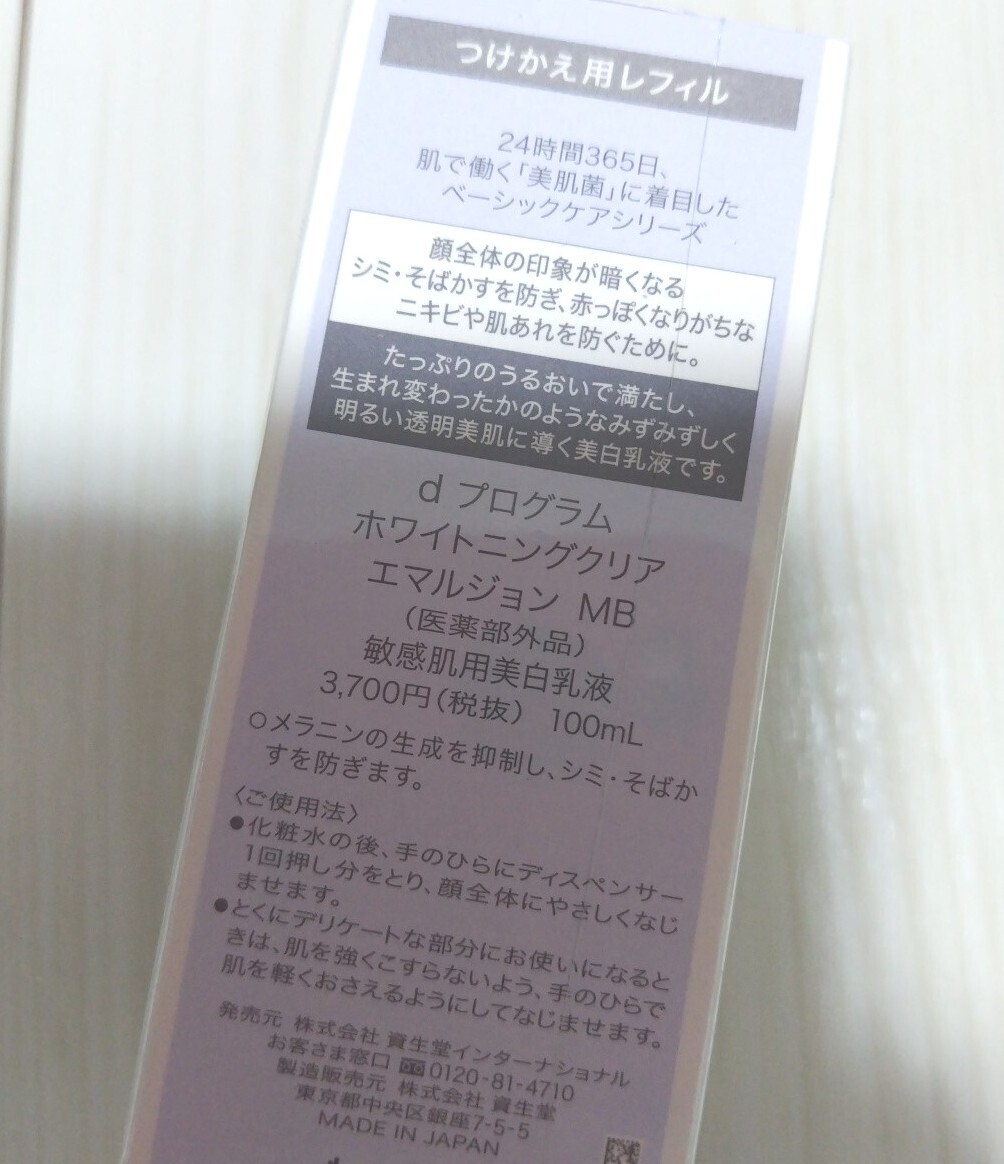 つけかえ用レフィル
24時間365日、
肌で働く「美肌菌」に着目した
ベーシックケアシリーズ
顔全体の印象が暗くなる
シミ・そばかすを防ぎ、赤っぽくなりがちな
ニキビや肌あれを防ぐために。
たっぷりのうるおいで満たし、
生まれ変わったかのようなみずみずしく
明るい透明美肌に導く美白乳液です。
d プログラム
ホワイトニングクリア
エマルジョン MB
(医薬部外品)
敏感肌用美白乳液
3,700円(税抜) 100mL
○メラニンの生成を抑制し、シミ・そばか
すを防ぎます。
〈ご使用法〉
●化粧水の後、手のひらにディスペンサー
1回押し分をとり、顔全体にやさしくなじ
ませます。
●とくにデリケートな部分にお使いになると
きは、肌を強くこすらないよう、手のひらで
肌を軽くおさえるようにしてなじませます。
発売元 株式会社 資生堂インターナショナル
お客さま窓口 0120-81-4710
製造販売元 株式会社 資生堂
東京都中央区銀座7-5-5
MADE IN JAPAN